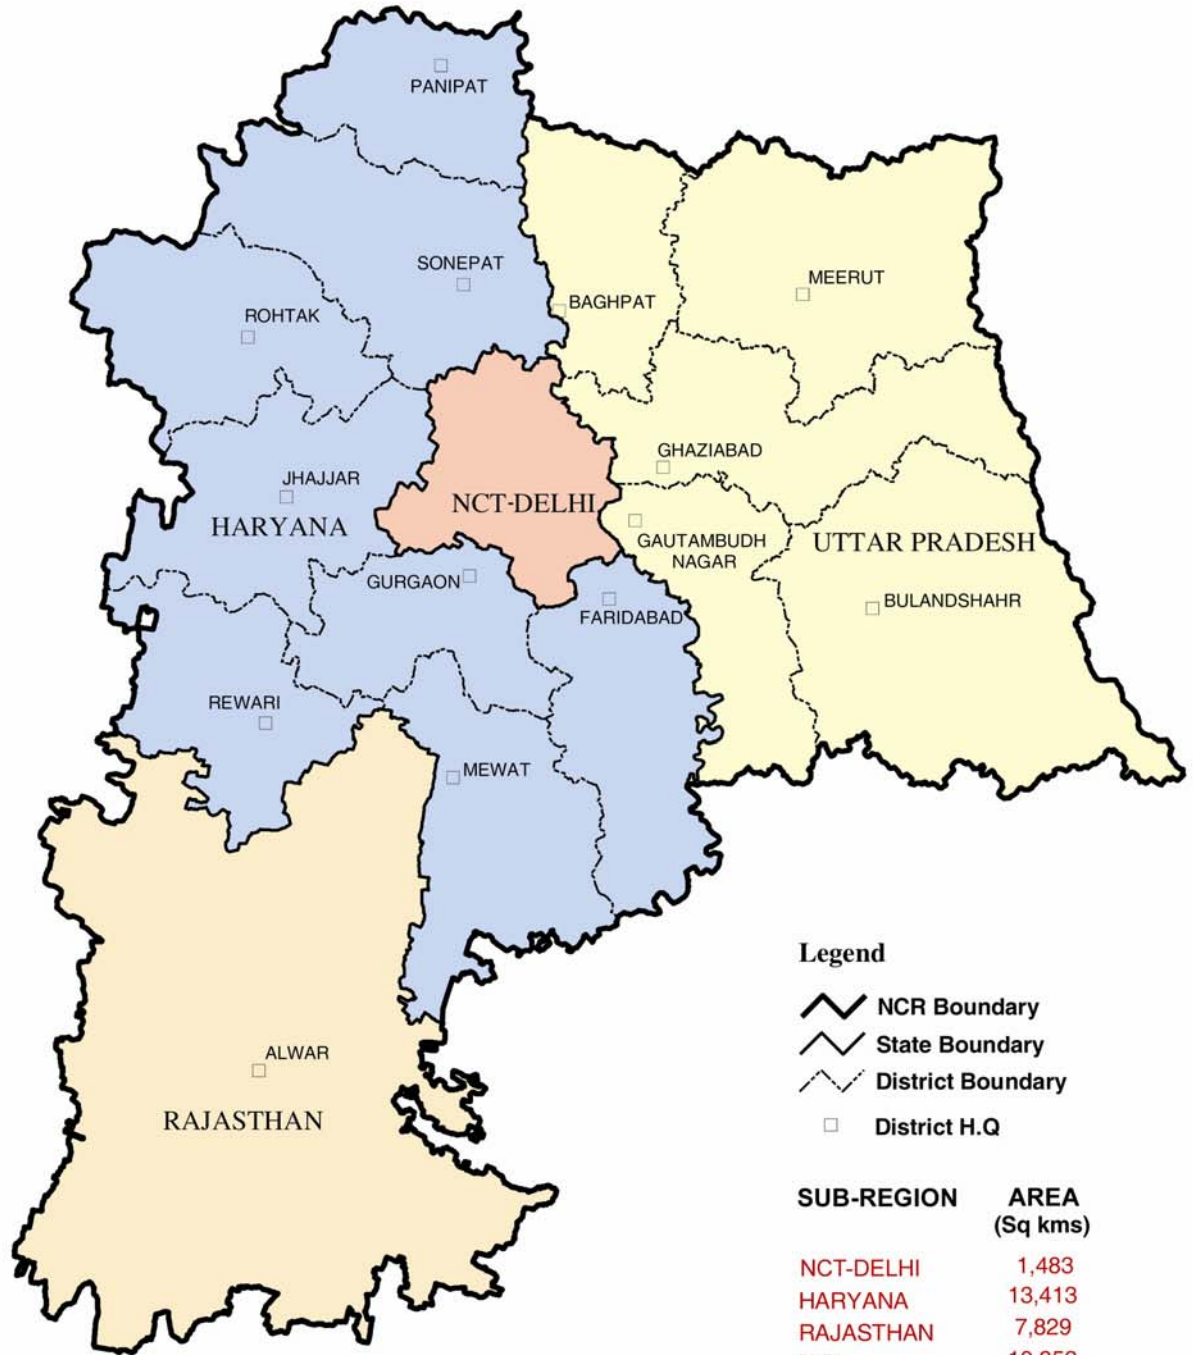 PANIPAT
SONEPAT
MEERUT
BAGHPAT
ROHTAK
GHAZIABAD
JHAJJAR
NCT-DELHI
HARYANA
GAUTAMBUDH
NAGAR
UTTAR PRADESH
GURGAON
BULANDSHAHR
FARIDABAD
REWARI
MEWAT
Legend
NCR Boundary
State Boundary
District Boundary
District H.Q
ALWAR
RAJASTHAN
SUB-REGION AREA
(Sq kms)
NCT-DELHI 1,483
HARYANA 13,413
RAJASTHAN 7,829